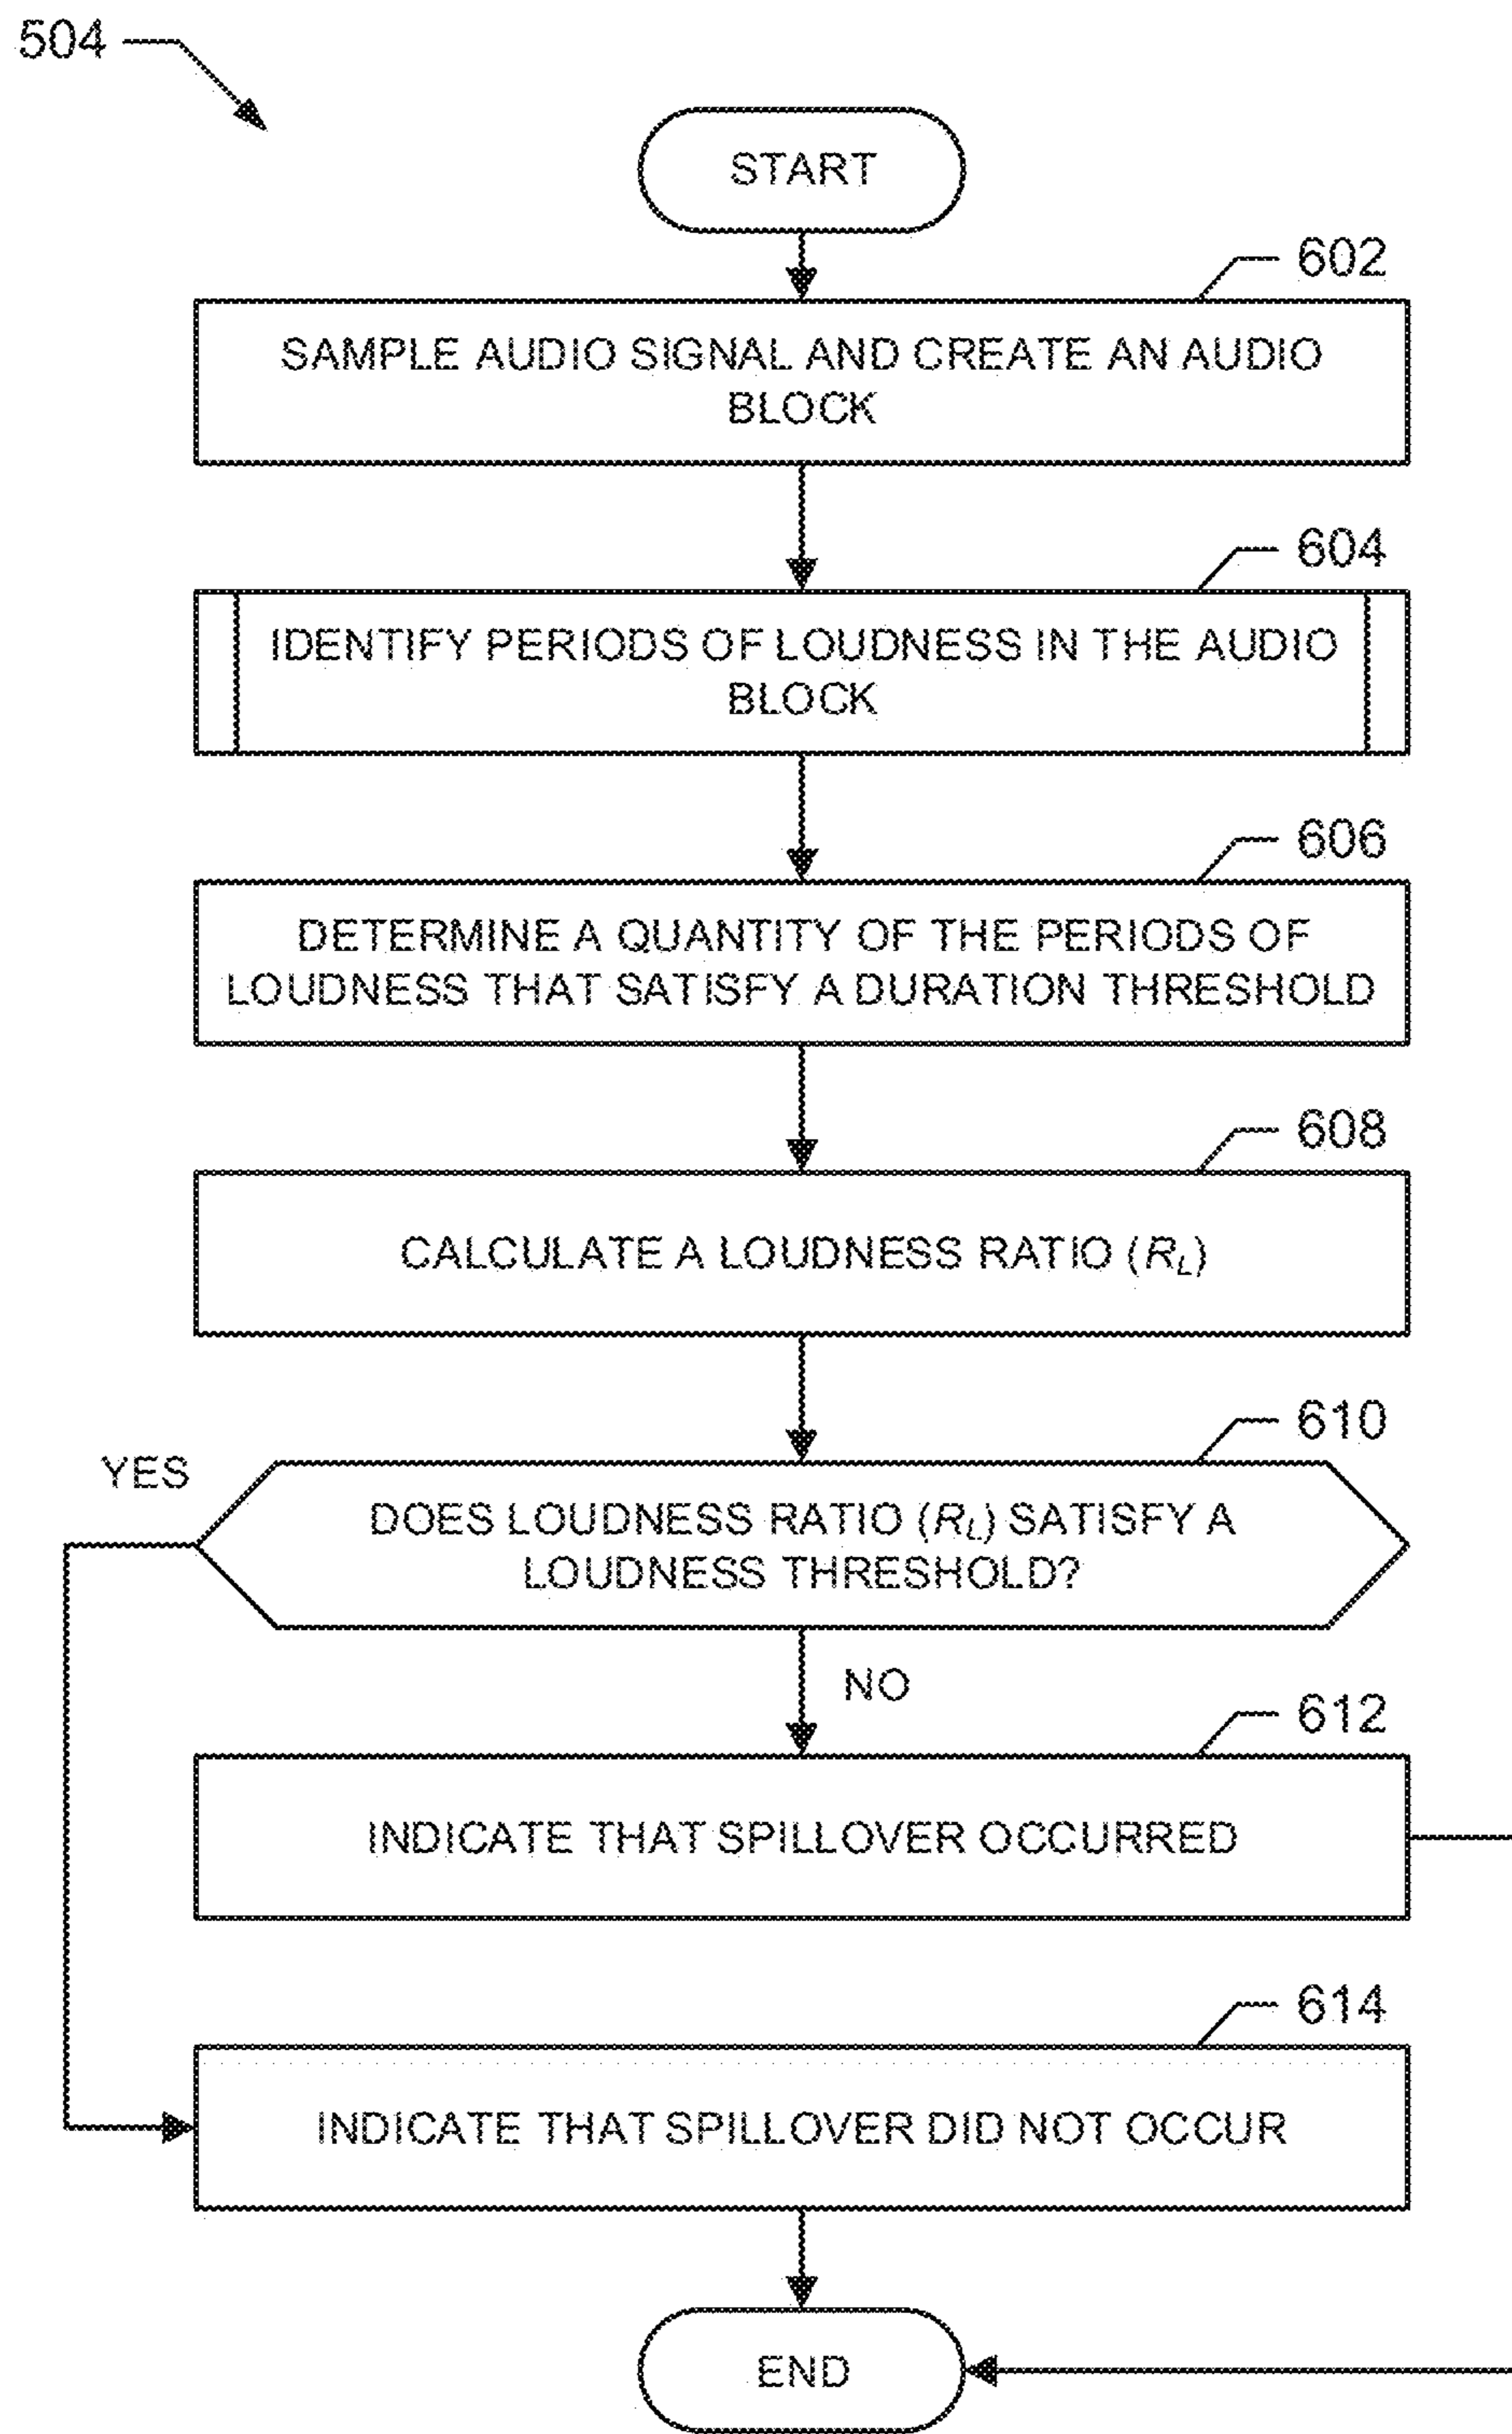 504
START
602
SAMPLE AUDIO SIGNAL AND CREATE AN AUDIO
BLOCK
604
IDENTIFY PERIODS OF LOUDNESS IN THE AUDIO
BLOCK
606
DETERMINE A QUANTITY OF THE PERIODS OF
LOUDNESS THAT SATISFY A DURATION THRESHOLD
608
CALCULATE A LOUDNESS RATIO (R_L)
610
YES
DOES LOUDNESS RATIO (R_L) SATISFY A
LOUDNESS THRESHOLD?
NO
612
INDICATE THAT SPILLOVER OCCURRED
614
INDICATE THAT SPILLOVER DID NOT OCCUR
END